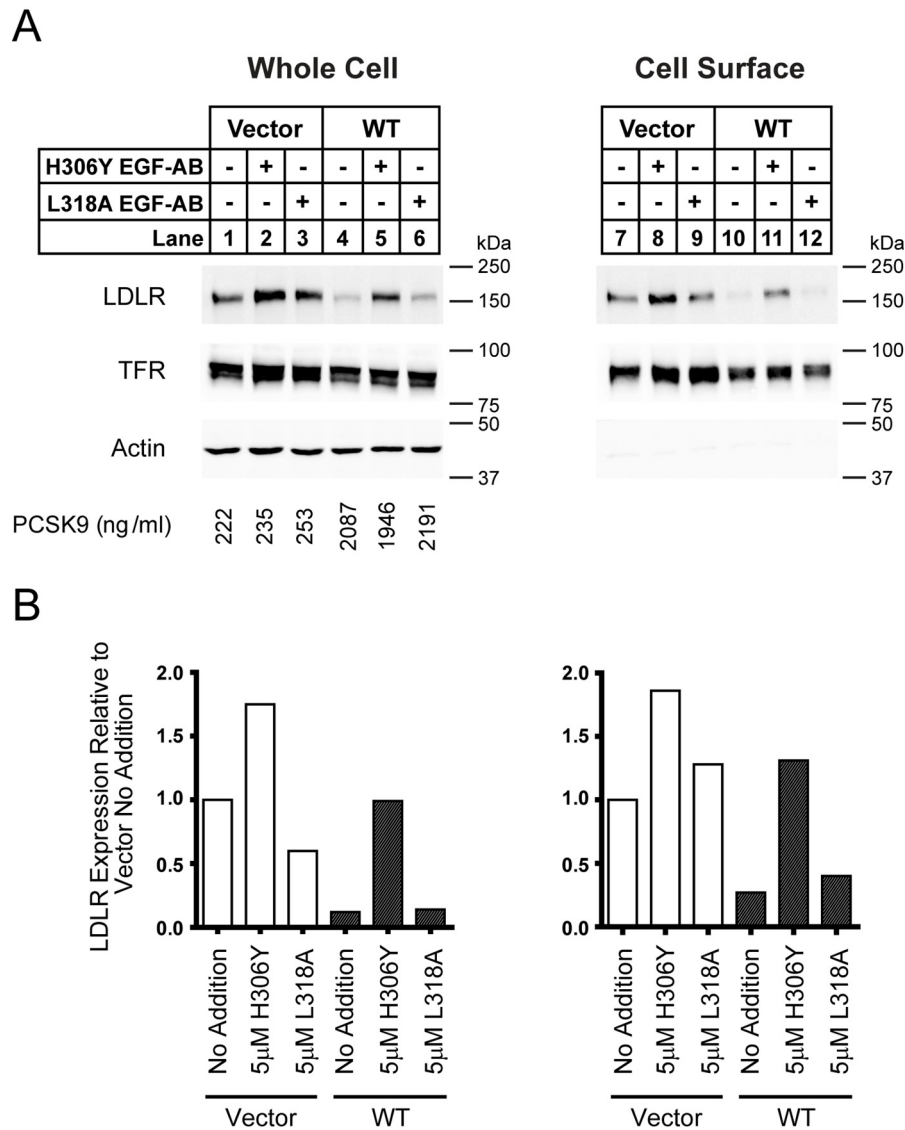 A
Whole Cell Cell Surface
Vector WT Vector WT
H306Y EGF-AB - + - - + - - + - - + -
L318A EGF-AB - - + - - + - - + - - +
Lane 1 2 3 4 5 6 kDa 7 8 9 10 11 12 kDa
250 250
LDLR 150 150
100 100
TFR
75 75
50 50
Actin
37 37
PCSK9 (ng/ml) 222 235 253 2087 1946 2191
B
LDLR Expression Relative to
Vector No Addition
2.0 2.0
1.5 1.5
1.0 1.0
0.5 0.5
0.0 0.0
No Addition 5μM H306Y 5μM L318A No Addition 5μM H306Y 5μM L318A No Addition 5μM H306Y 5μM L318A No Addition 5μM H306Y 5μM L318A
Vector WT Vector WT